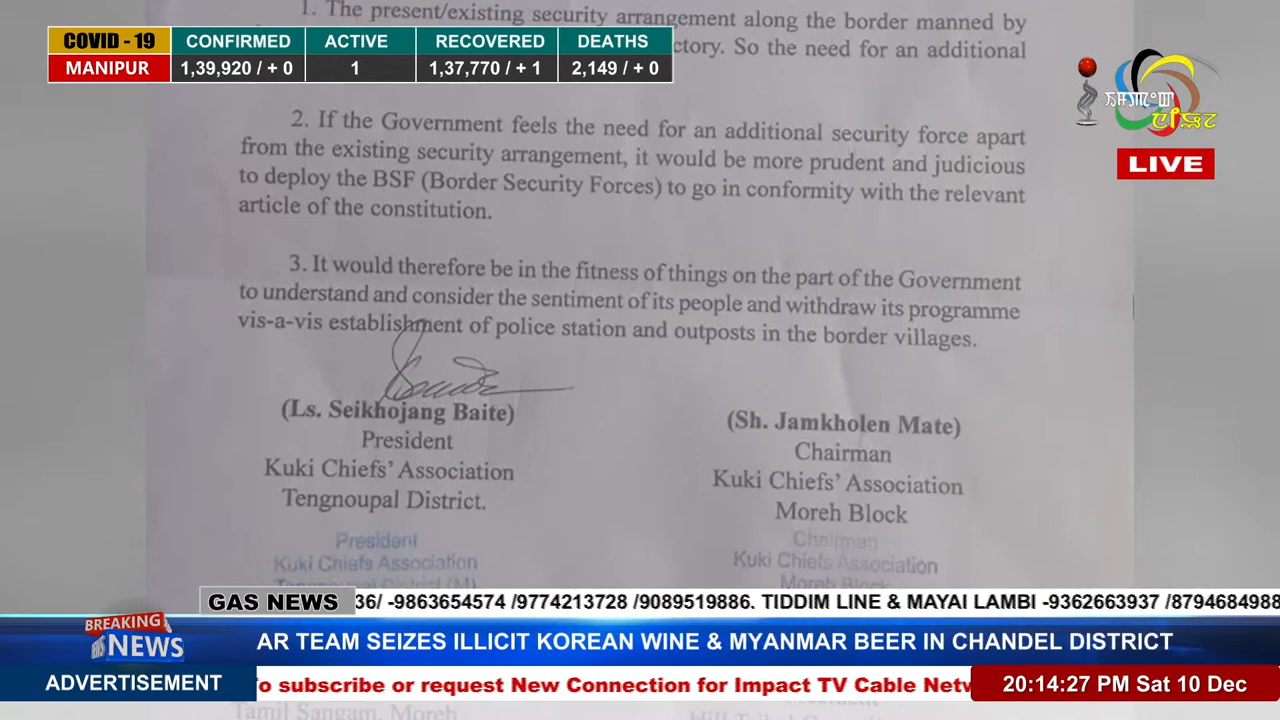 1. The present/existing security arrangement along the border manned by
ctory. So the need for an additional
COVID - 19 CONFIRMED ACTIVE RECOVERED DEATHS
MANIPUR 1,39,920 / + 0 1 1,37,770 / + 1 2,149 / + 0
LIVE
2. If the Government feels the need for an additional security force apart
from the existing security arrangement, it would be more prudent and judicious
to deploy the BSF (Border Security Forces) to go in conformity with the relevant
article of the constitution.
3. It would therefore be in the fitness of things on the part of the Government
to understand and consider the sentiment of its people and withdraw its programme
vis-a-vis establishment of police station and outposts in the border villages.
(Ls. Seikhojang Baite)
President
Kuki Chiefs' Association
Tengnoupal District.
President
Kuki Chiefs Association
Tengnoupal District (M)
(Sh. Jamkholen Mate)
Chairman
Kuki Chiefs' Association
Moreh Block
Chairman
Kuki Chiefs Association
Moreh Block
GAS NEWS 36/ -9863654574 /9774213728 /9089519886. TIDDIM LINE & MAYAI LAMBI -9362663937 /8794684988
BREAKING NEWS AR TEAM SEIZES ILLICIT KOREAN WINE & MYANMAR BEER IN CHANDEL DISTRICT
ADVERTISEMENT To subscribe or request New Connection for Impact TV Cable Netw 20:14:27 PM Sat 10 Dec
Tamil Sangam, Moreh